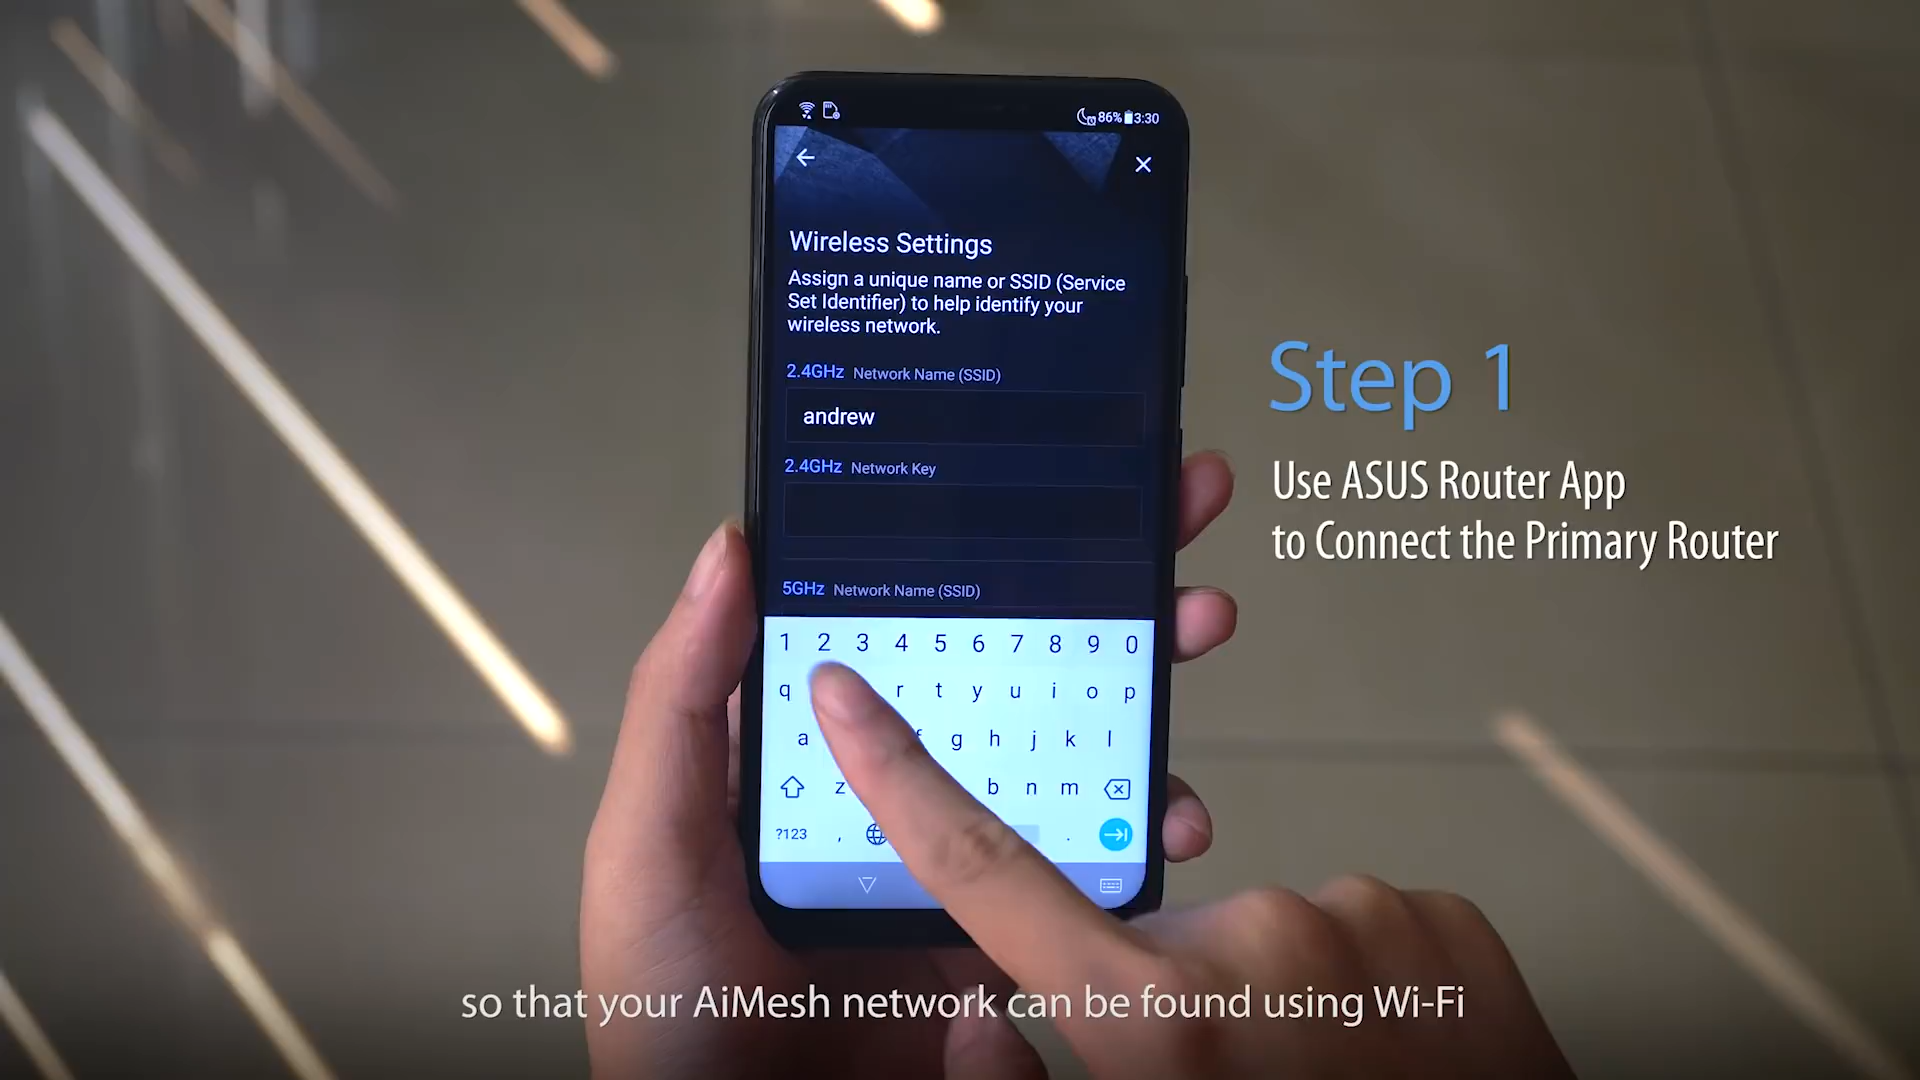 86% 3:30
Wireless Settings
Assign a unique name or SSID (Service
Set Identifier) to help identify your
wireless network.
2.4GHz Network Name (SSID)
andrew
2.4GHz Network Key
5GHz Network Name (SSID)
1 2 3 4 5 6 7 8 9 0
q r t y u i o p
a f g h j k l
z b n m
?123 , .
Step 1
Use ASUS Router App
to Connect the Primary Router
so that your AiMesh network can be found using Wi-Fi